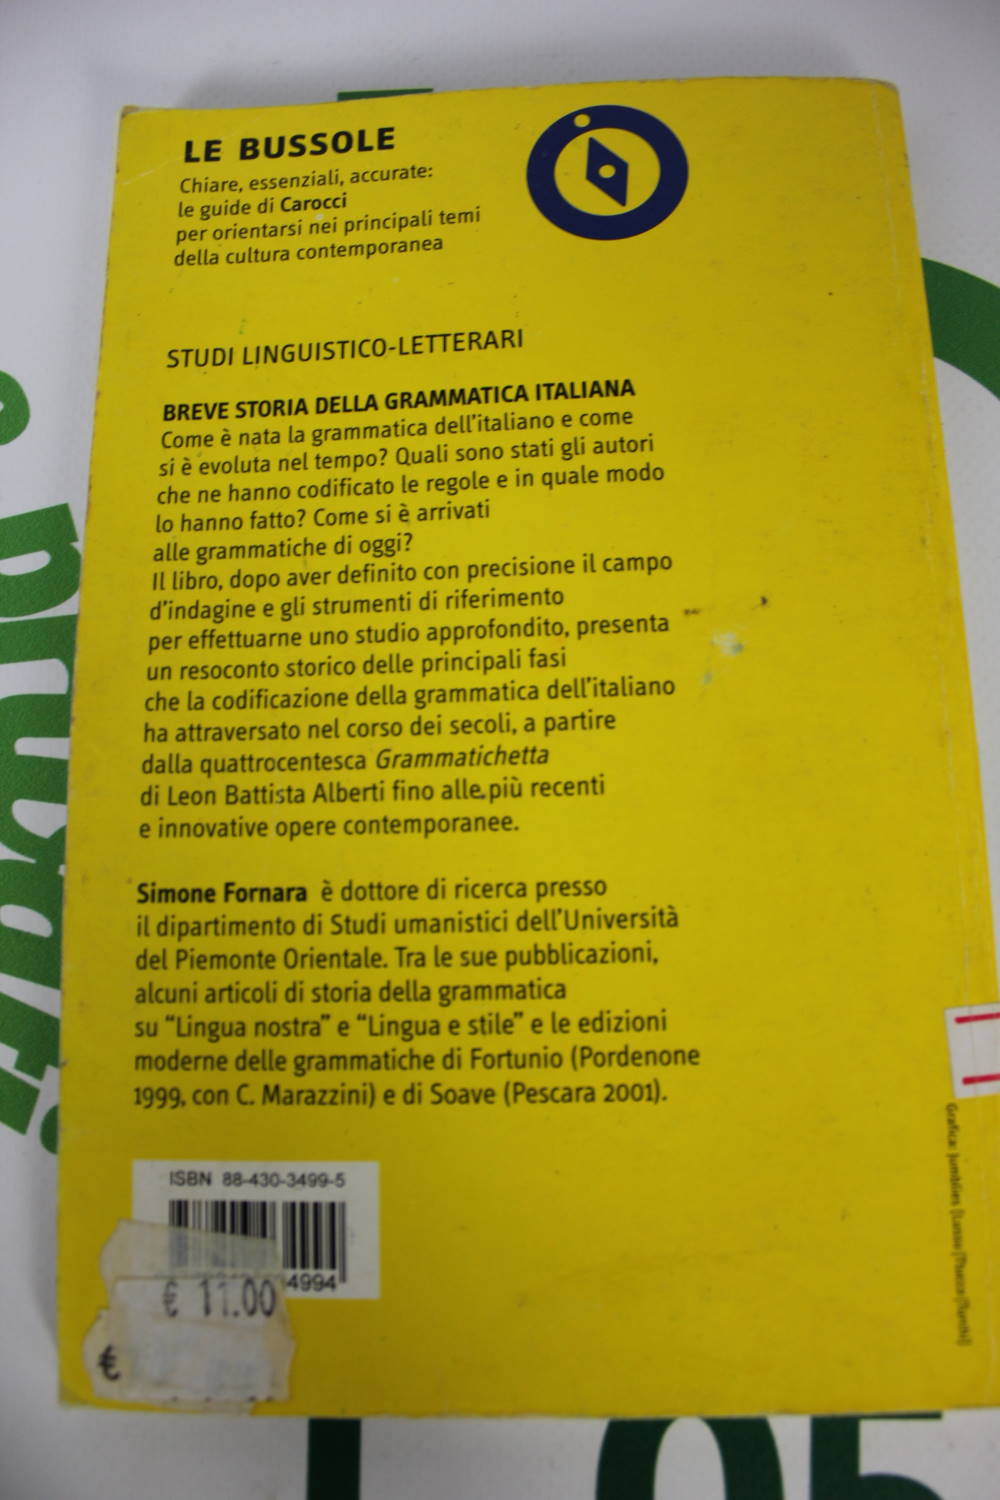 LE BUSSOLE
Chiare, essenziali, accurate:
le guide di Carocci
per orientarsi nei principali temi
della cultura contemporanea
STUDI LINGUISTICO-LETTERARI
BREVE STORIA DELLA GRAMMATICA ITALIANA
Come è nata la grammatica dell'italiano e come
si è evoluta nel tempo? Quali sono stati gli autori
che ne hanno codificato le regole e in quale modo
lo hanno fatto? Come si è arrivati
alle grammatiche di oggi?
Il libro, dopo aver definito con precisione il campo
d'indagine e gli strumenti di riferimento
per effettuarne uno studio approfondito, presenta
un resoconto storico delle principali fasi
che la codificazione della grammatica dell'italiano
ha attraversato nel corso dei secoli, a partire
dalla quattrocentesca Grammatichetta
di Leon Battista Alberti fino alle più recenti
e innovative opere contemporanee.
Simone Fornara è dottore di ricerca presso
il dipartimento di Studi umanistici dell'Università
del Piemonte Orientale. Tra le sue pubblicazioni,
alcuni articoli di storia della grammatica
su “Lingua nostra” e “Lingua e stile” e le edizioni
moderne delle grammatiche di Fortunio (Pordenone
1999, con C. Marazzini) e di Soave (Pescara 2001).
ISBN 88-430-3499-5
4994
€ 11.00
€
Grafica: Jumblies